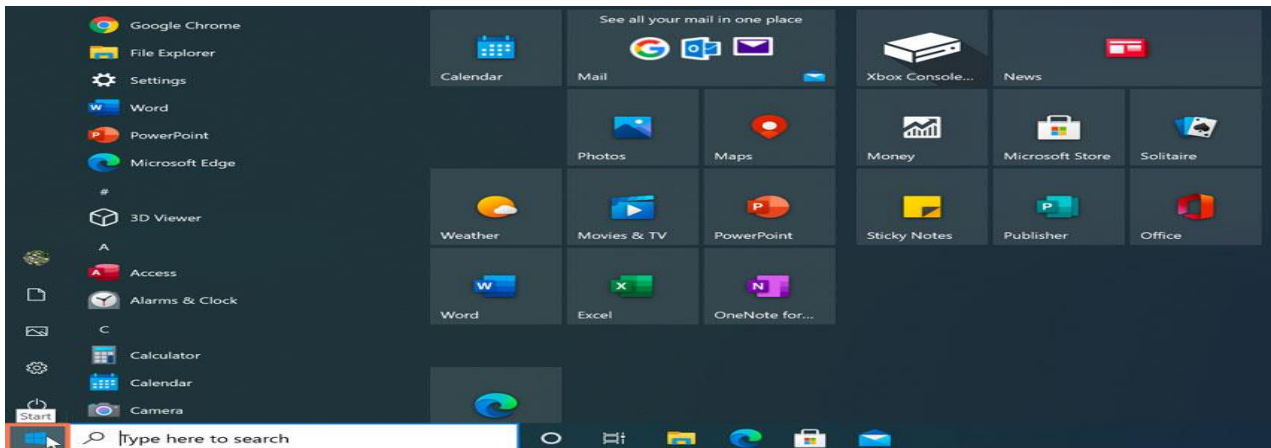 Google Chrome
File Explorer
Settings
Word
PowerPoint
Microsoft Edge
#
3D Viewer
A
Access
Alarms & Clock
C
Calculator
Calendar
Camera
Start
Type here to search
See all your mail in one place
Calendar
Mail
Photos
Maps
Weather
Movies & TV
PowerPoint
Word
Excel
OneNote for...
Xbox Console...
News
Money
Microsoft Store
Solitaire
Sticky Notes
Publisher
Office